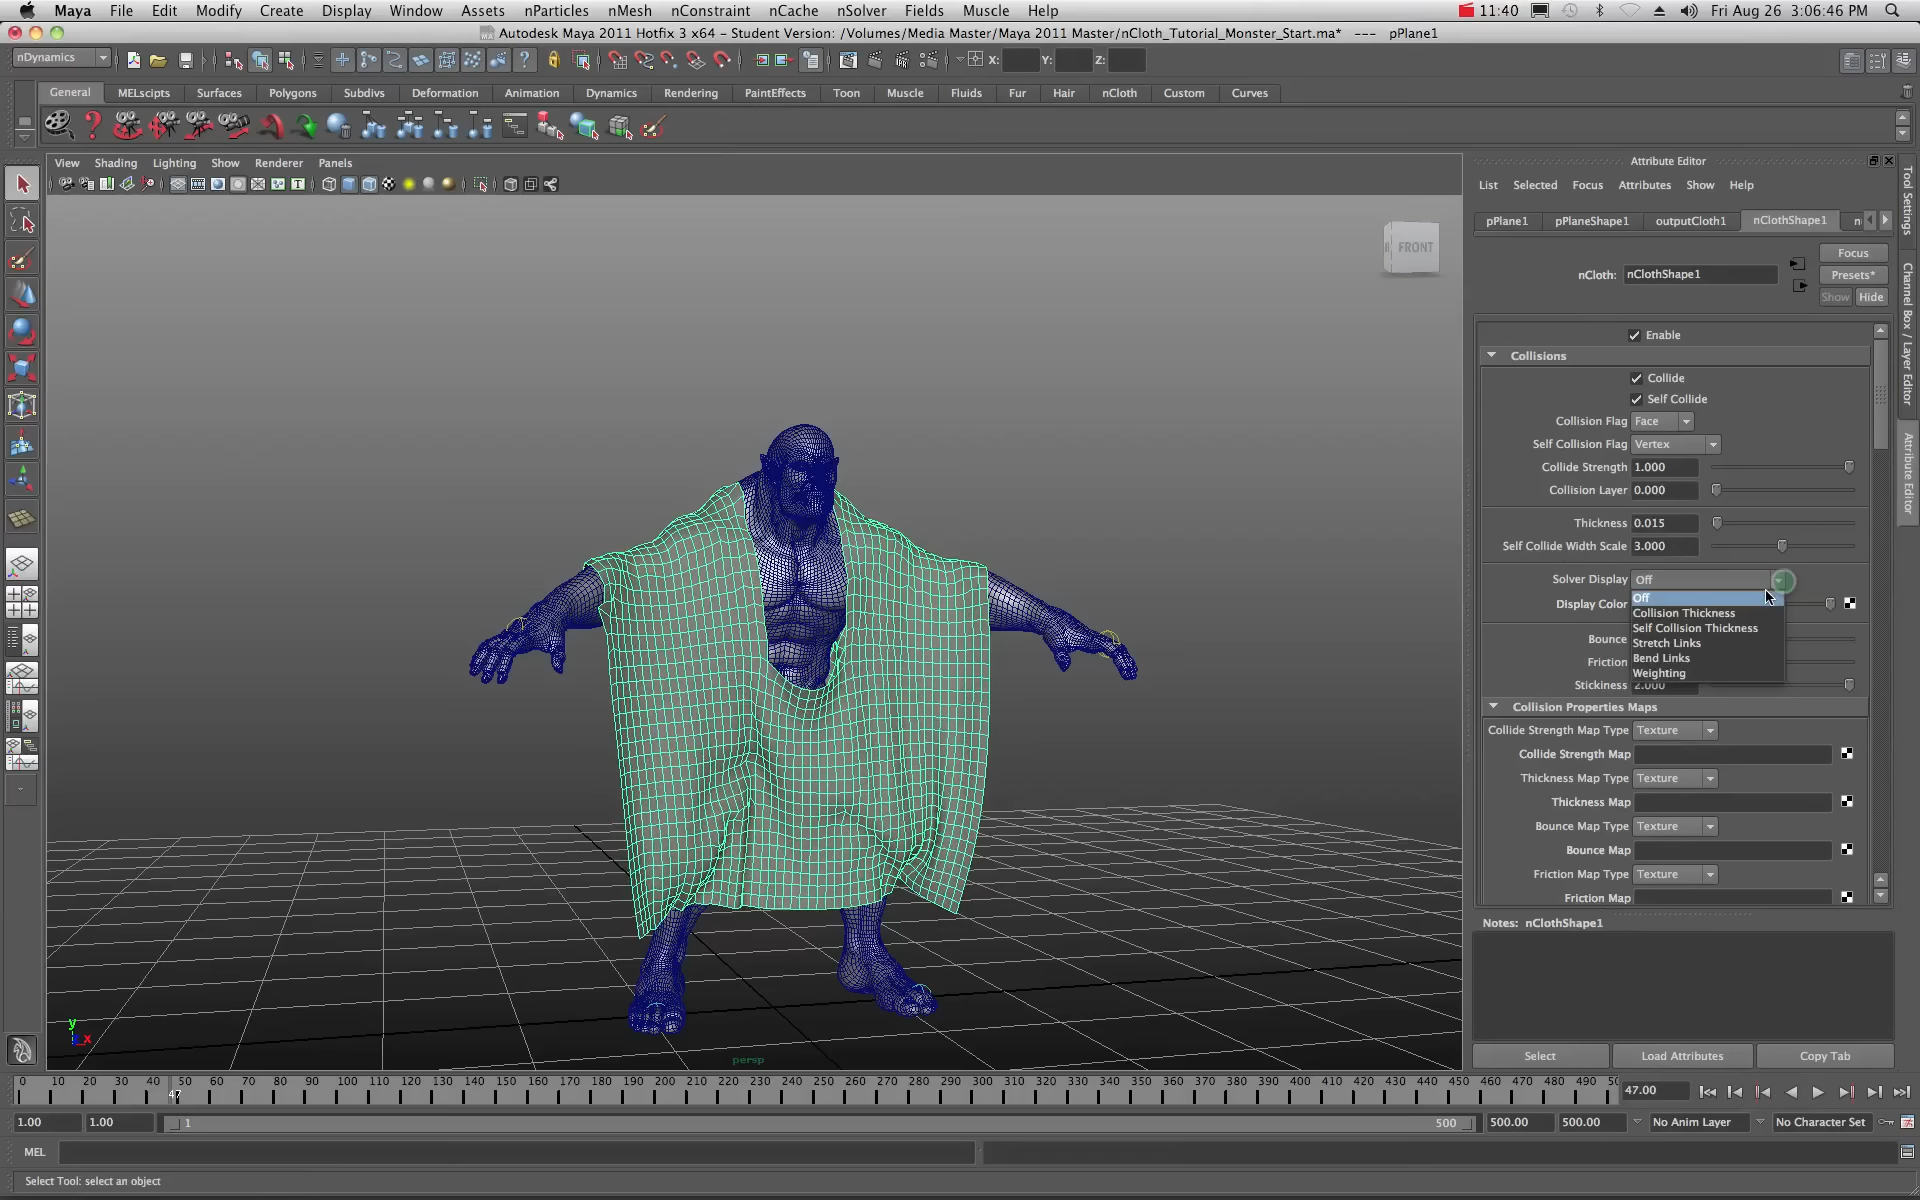 Maya File Edit Modify Create Display Window Assets nParticles nMesh nConstraint nCache nSolver Fields Muscle Help 11:40 Fri Aug 26 3:06:46 PM
Autodesk Maya 2011 Hotfix 3 x64 - Student Version: /Volumes/Media Master/Maya 2011 Master/nCloth_Tutorial_Monster_Start.ma* --- pPlane1
nDynamics X: Y: Z:
General MELscipts Surfaces Polygons Subdivs Deformation Animation Dynamics Rendering PaintEffects Toon Muscle Fluids Fur Hair nCloth Custom Curves
View Shading Lighting Show Renderer Panels
FRONT
persp
y
x
Attribute Editor
List Selected Focus Attributes Show Help
pPlane1 pPlaneShape1 outputCloth1 nClothShape1 n
Focus
nCloth: nClothShape1 Presets*
Show Hide
Enable
Collisions
Collide
Self Collide
Collision Flag Face
Self Collision Flag Vertex
Collide Strength 1.000
Collision Layer 0.000
Thickness 0.015
Self Collide Width Scale 3.000
Solver Display Off
Off
Display Color Collision Thickness
Self Collision Thickness
Bounce Stretch Links
Friction Bend Links
Weighting
Stickiness 2.000
Collision Properties Maps
Collide Strength Map Type Texture
Collide Strength Map
Thickness Map Type Texture
Thickness Map
Bounce Map Type Texture
Bounce Map
Friction Map Type Texture
Friction Map
Notes: nClothShape1
Select Load Attributes Copy Tab
Tool Settings
Channel Box / Layer Editor
Attribute Editor
0 10 20 30 40 50 60 70 80 90 100 110 120 130 140 150 160 170 180 190 200 210 220 230 240 250 260 270 280 290 300 310 320 330 340 350 360 370 380 390 400 410 420 430 440 450 460 470 480 490 50
47 47.00
1.00 1.00 1 500 500.00 500.00 No Anim Layer No Character Set
MEL
Select Tool: select an object